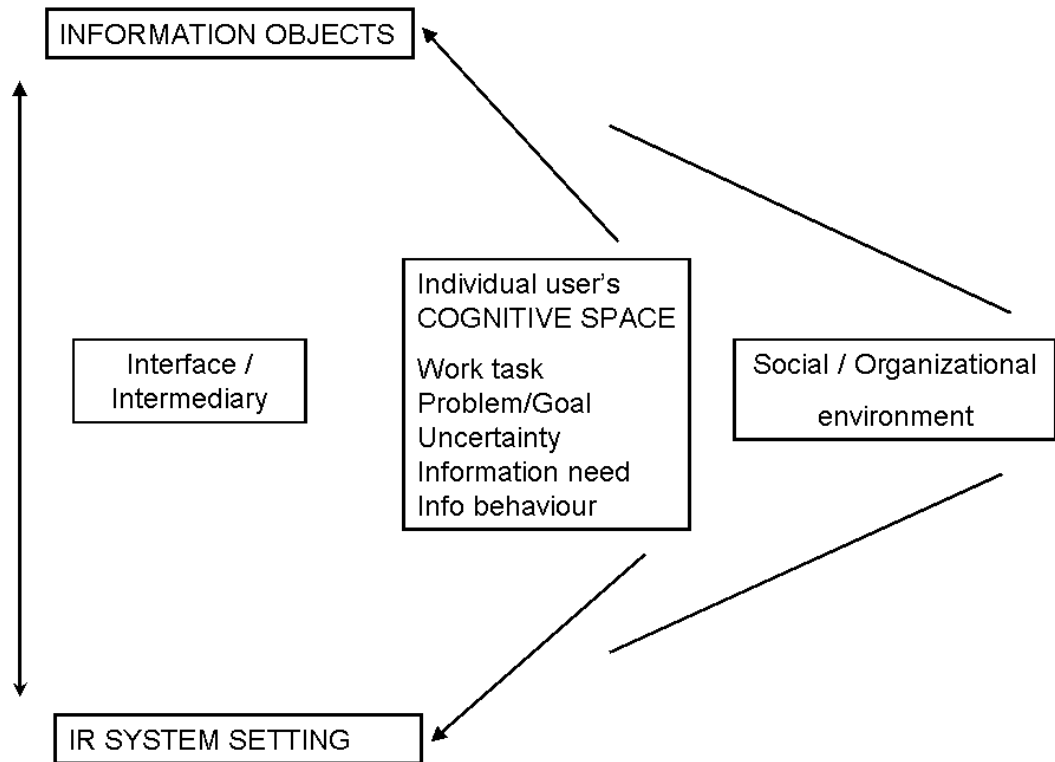 INFORMATION OBJECTS
Interface /
Intermediary
Individual user's
COGNITIVE SPACE
Work task
Problem/Goal
Uncertainty
Information need
Info behaviour
Social / Organizational
environment
IR SYSTEM SETTING